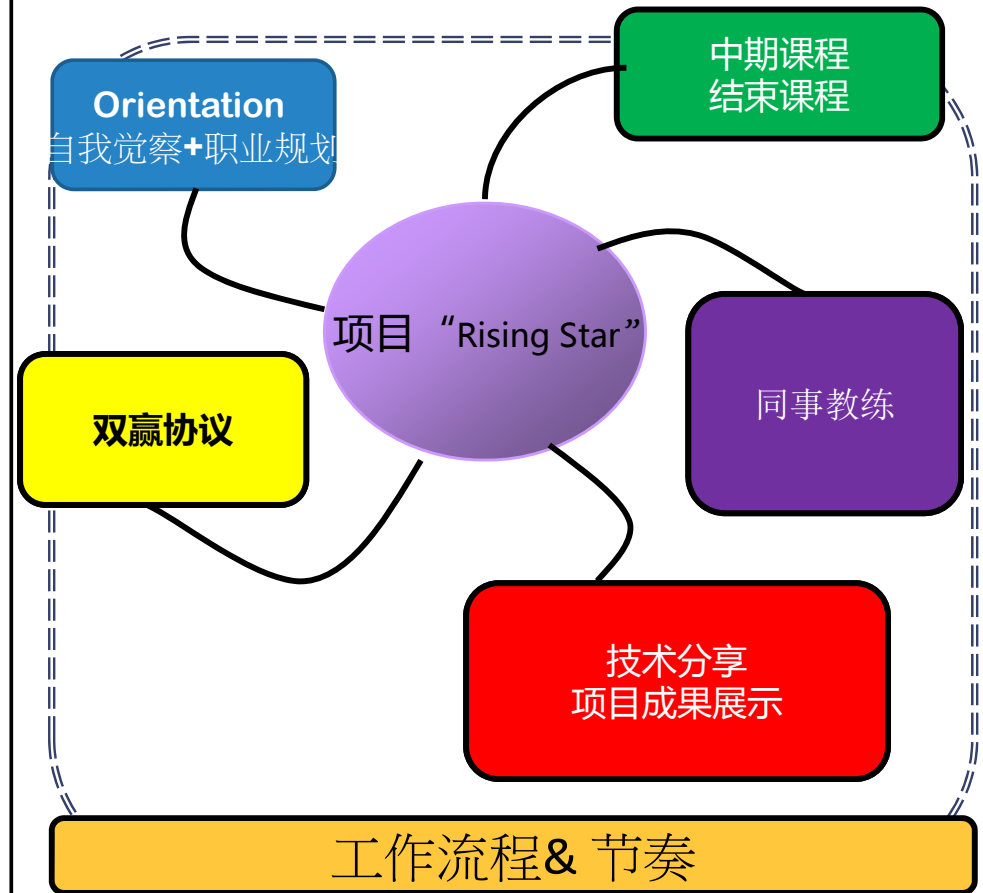 Orientation
自我觉察+职业规划
中期课程
结束课程
项目 “Rising Star”
双赢协议
同事教练
技术分享
项目成果展示
工作流程& 节奏